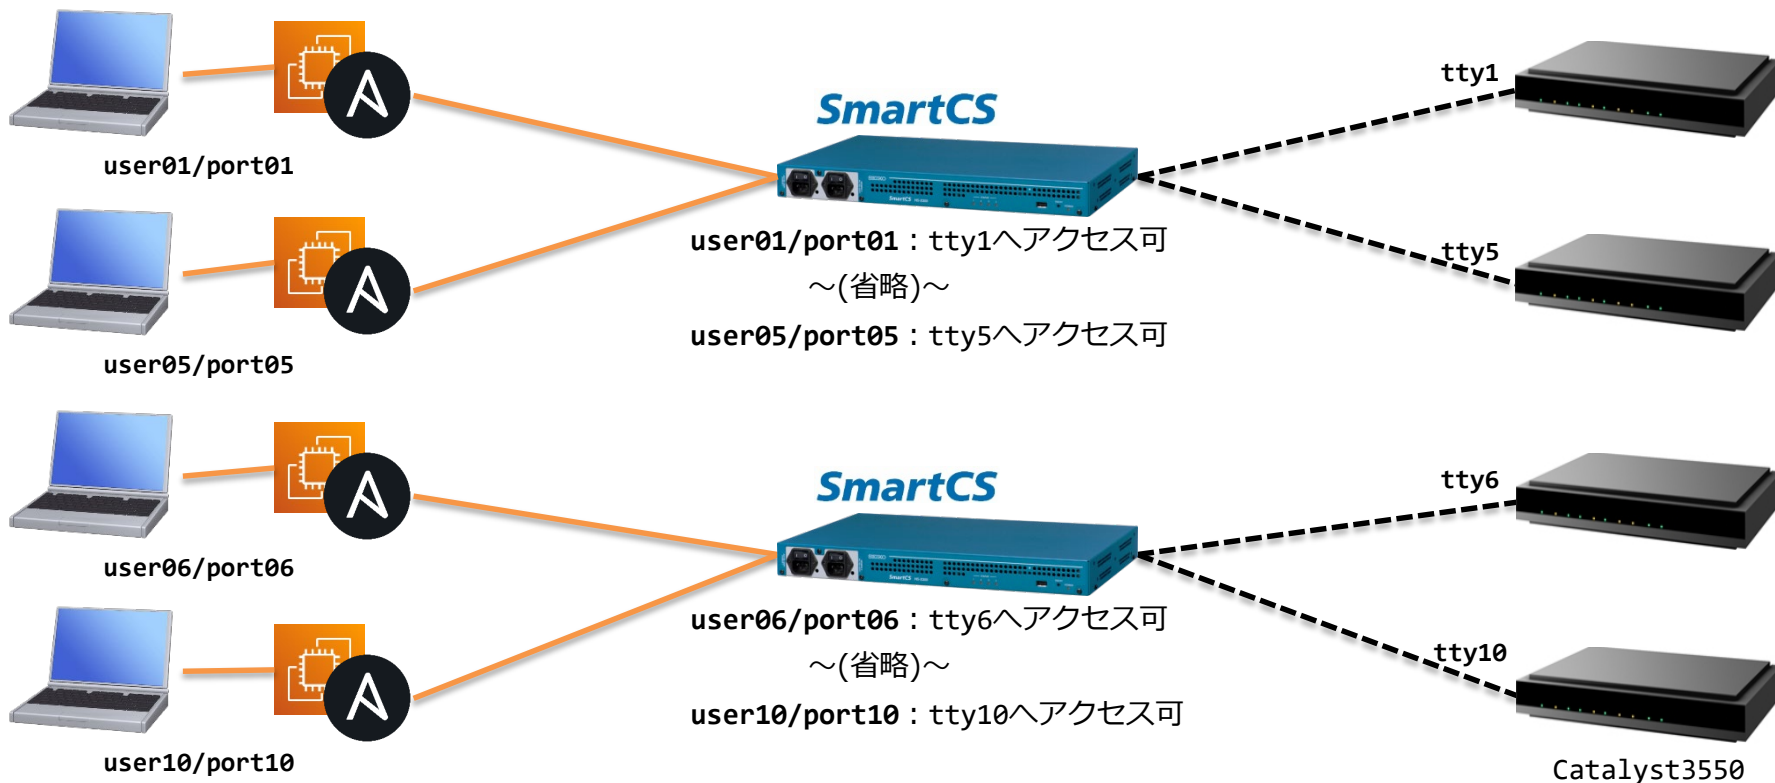 tty1
SmartCS
user01/port01
user01/port01：tty1へアクセス可
tty5
～(省略)～
user05/port05：tty5へアクセス可
user05/port05
SmartCS
tty6
user06/port06
user06/port06：tty6へアクセス可
～(省略)～
tty10
user10/port10：tty10へアクセス可
user10/port10
Catalyst3550